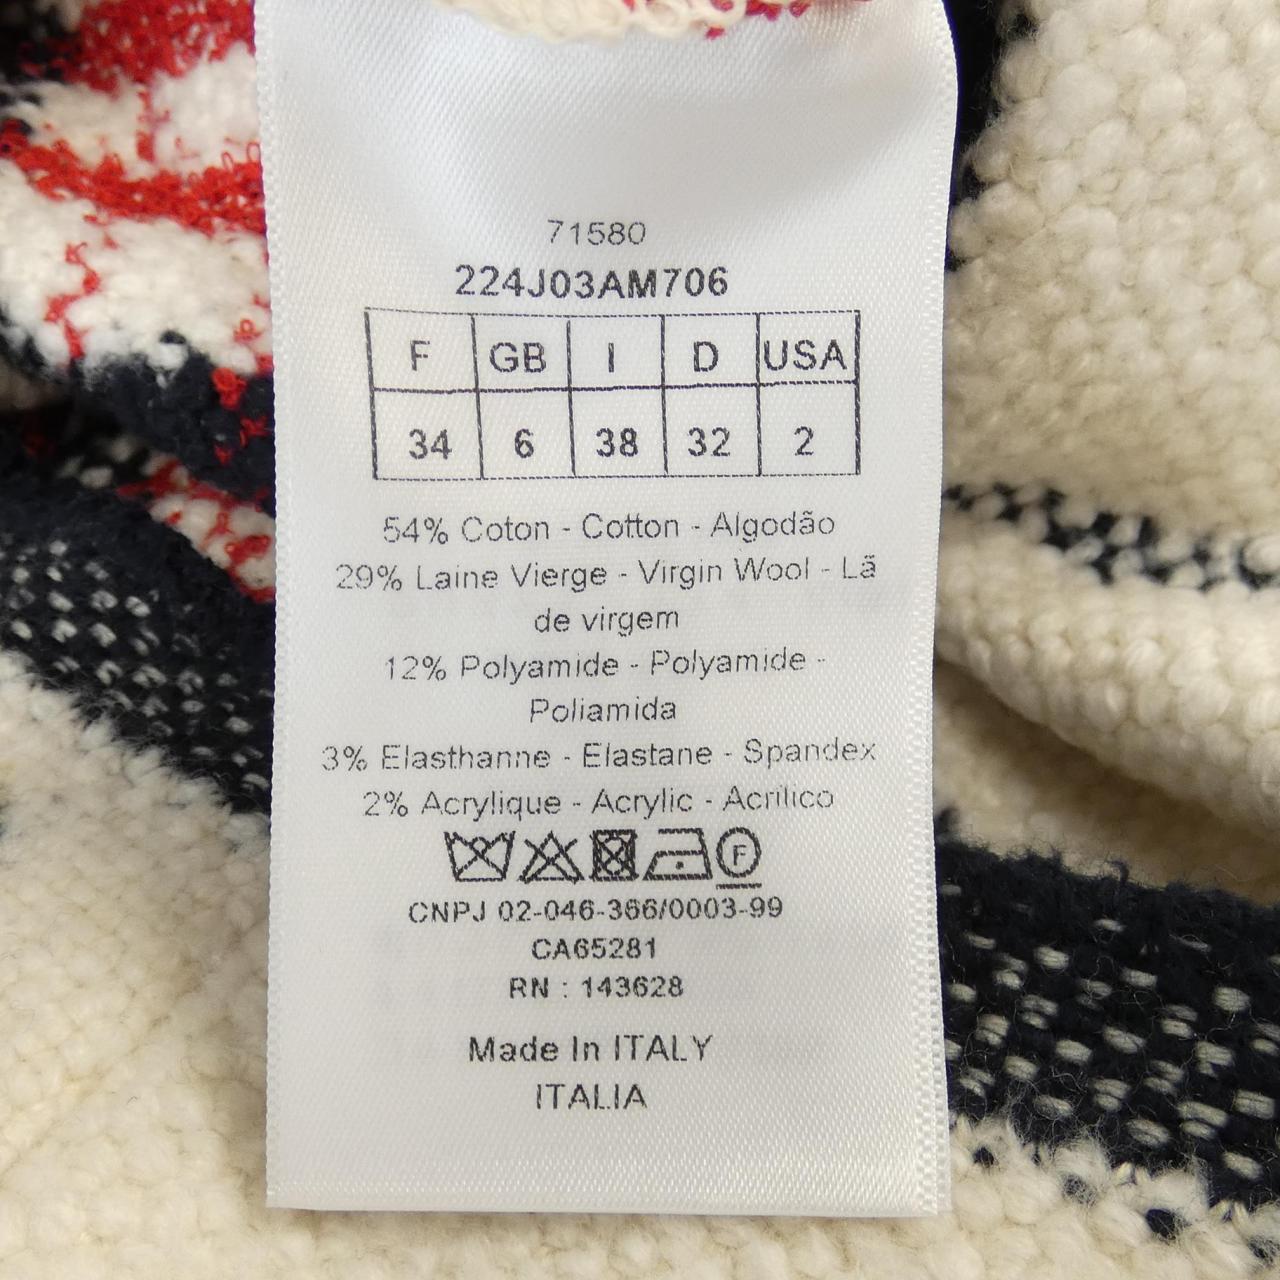 71580
224J03AM706
F GB I D USA
34 6 38 32 2
54% Coton - Cotton - Algodão
29% Laine Vierge - Virgin Wool - Lã
de virgem
12% Polyamide - Polyamide -
Poliamida
3% Elasthanne - Elastane - Spandex
2% Acrylique - Acrylic - Acrílico
F
CNPJ 02-046-366/0003-99
CA65281
RN : 143628
Made In ITALY
ITALIA